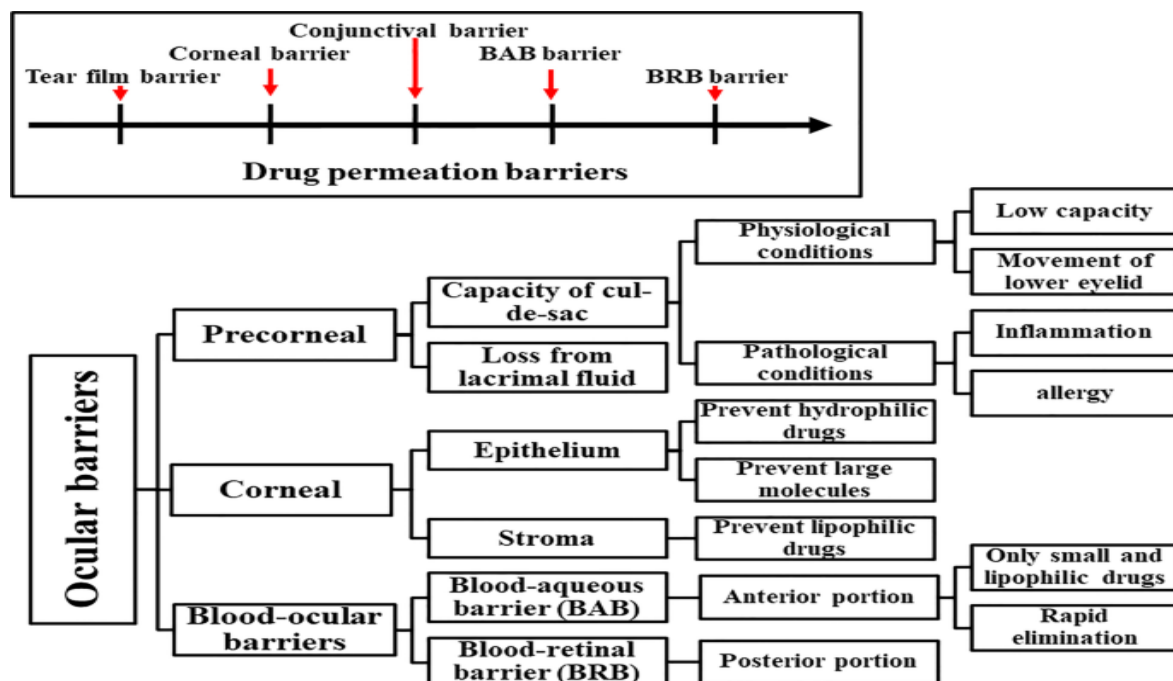 Conjunctival barrier
Corneal barrier
BAB barrier
Tear film barrier
BRB barrier
Drug permeation barriers
Ocular barriers
Precorneal
Capacity of cul-
de-sac
Physiological
conditions
Low capacity
Movement of
lower eyelid
Pathological
conditions
Inflammation
allergy
Loss from
lacrimal fluid
Corneal
Epithelium
Prevent hydrophilic
drugs
Prevent large
molecules
Stroma
Prevent lipophilic
drugs
Blood-ocular
barriers
Blood-aqueous
barrier (BAB)
Anterior portion
Only small and
lipophilic drugs
Rapid
elimination
Blood-retinal
barrier (BRB)
Posterior portion